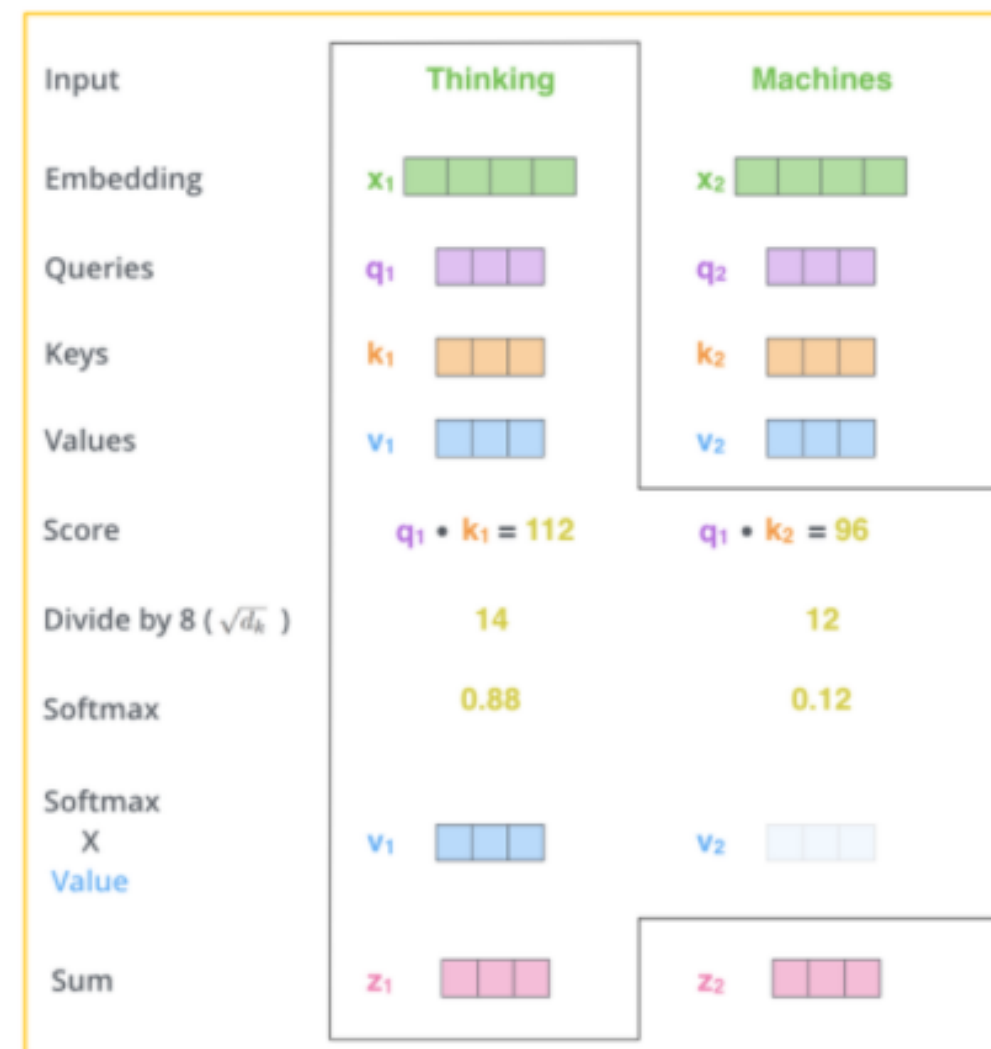 Input Thinking Machines
Embedding x₁ x₂
Queries q₁ q₂
Keys k₁ k₂
Values v₁ v₂
Score q₁ • k₁ = 112 q₁ • k₂ = 96
Divide by 8 ( √dₖ ) 14 12
Softmax 0.88 0.12
Softmax
X v₁ v₂
Value
Sum z₁ z₂